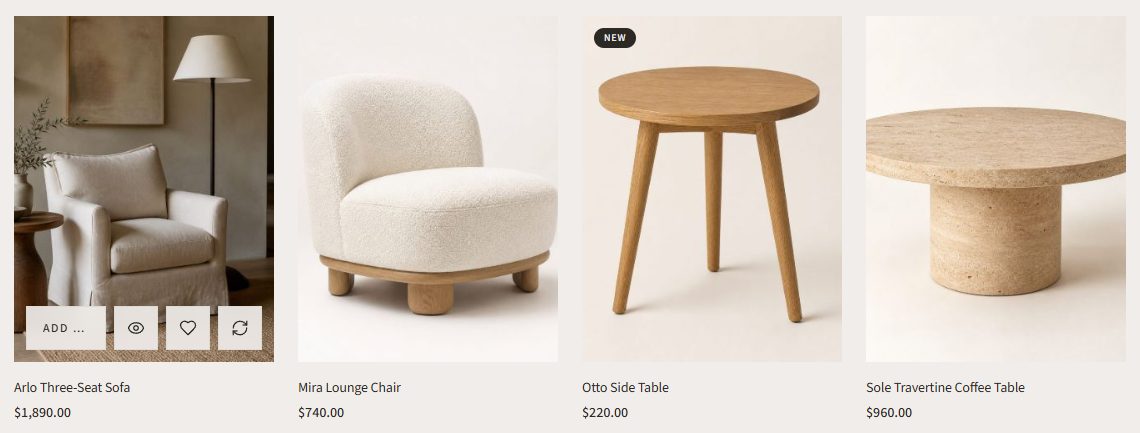 NEW
ADD ...
Arlo Three-Seat Sofa
$1,890.00
Mira Lounge Chair
$740.00
Otto Side Table
$220.00
Sole Travertine Coffee Table
$960.00